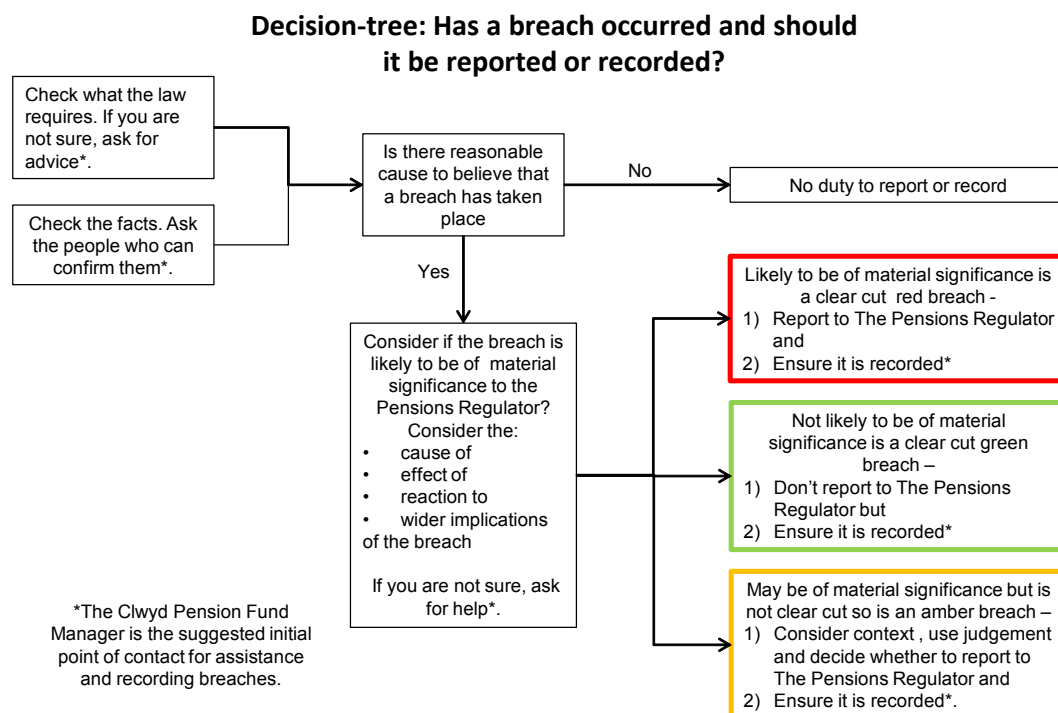 Decision-tree: Has a breach occurred and should
it be reported or recorded?
Check what the law
requires. If you are
not sure, ask for
advice*.
Check the facts. Ask
the people who can
confirm them*.
Is there reasonable
cause to believe that
a breach has taken
place
No
No duty to report or record
Yes
Consider if the breach is
likely to be of material
significance to the
Pensions Regulator?
Consider the:
• cause of
• effect of
• reaction to
• wider implications
of the breach
If you are not sure, ask
for help*.
Likely to be of material significance is
a clear cut red breach -
1) Report to The Pensions Regulator
and
2) Ensure it is recorded*
Not likely to be of material
significance is a clear cut green
breach –
1) Don't report to The Pensions
Regulator but
2) Ensure it is recorded*
May be of material significance but is
not clear cut so is an amber breach –
1) Consider context , use judgement
and decide whether to report to
The Pensions Regulator and
2) Ensure it is recorded*.
*The Clwyd Pension Fund
Manager is the suggested initial
point of contact for assistance
and recording breaches.